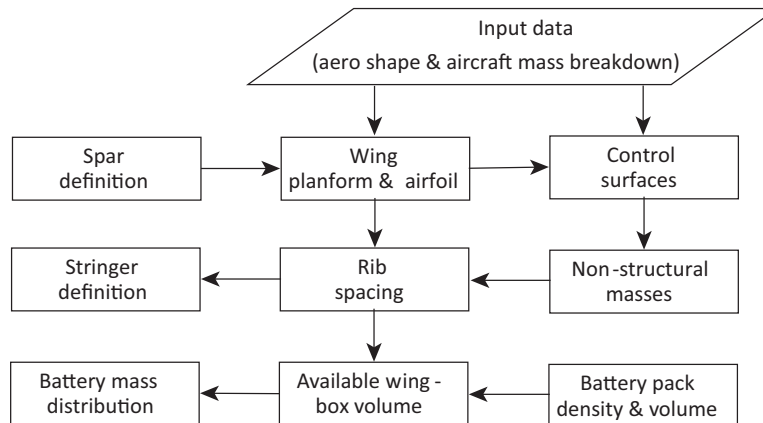 Input data
(aero shape & aircraft mass breakdown)
Spar
definition
Wing
planform & airfoil
Control
surfaces
Stringer
definition
Rib
spacing
Non-structural
masses
Battery mass
distribution
Available wing-
box volume
Battery pack
density & volume